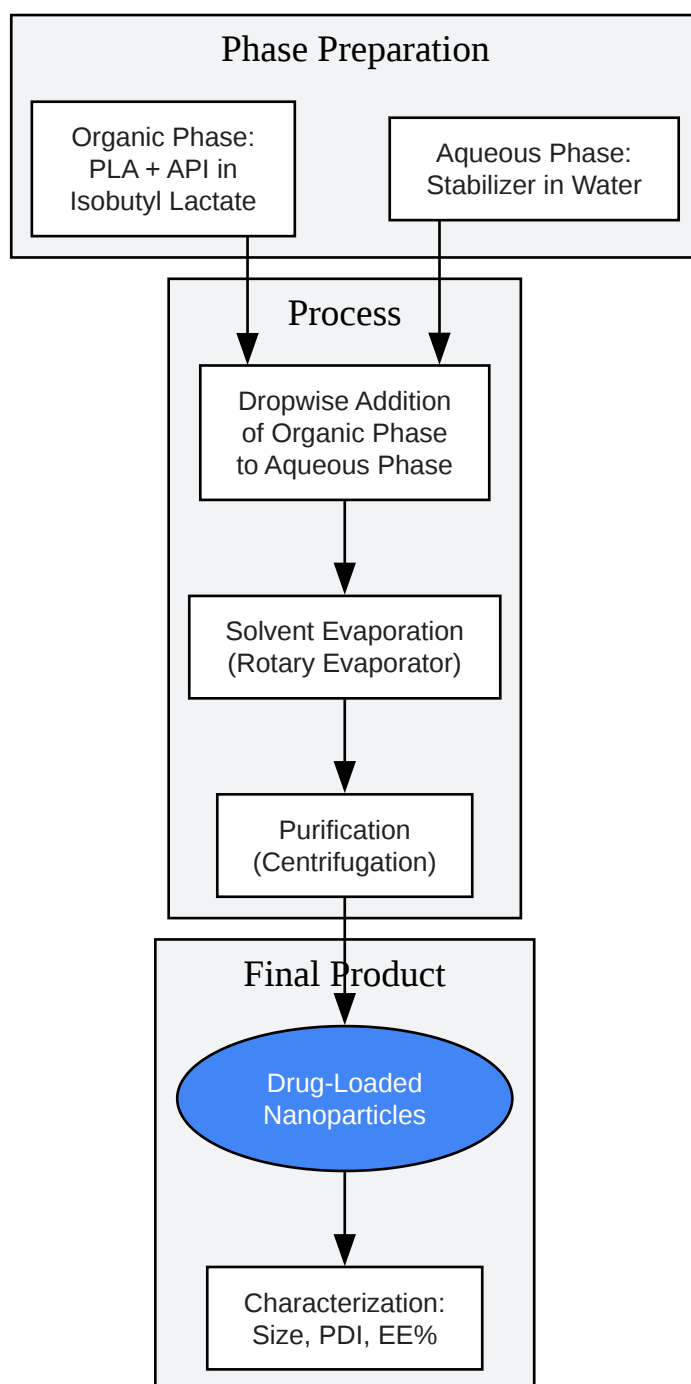 Phase Preparation
Organic Phase:
PLA + API in
Isobutyl Lactate
Aqueous Phase:
Stabilizer in Water
Process
Dropwise Addition
of Organic Phase
to Aqueous Phase
Solvent Evaporation
(Rotary Evaporator)
Purification
(Centrifugation)
Final Product
Drug-Loaded
Nanoparticles
Characterization:
Size, PDI, EE%